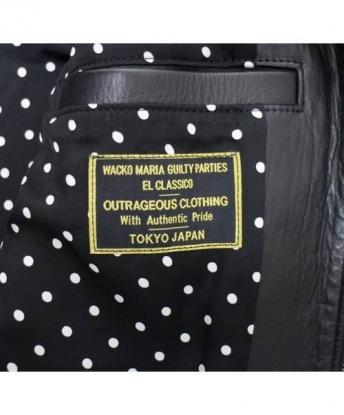 WACKO MARIA GUILTY PARTIES
EL CLASSICO
OUTRAGEOUS CLOTHING
With Authentic Pride
TOKYO JAPAN